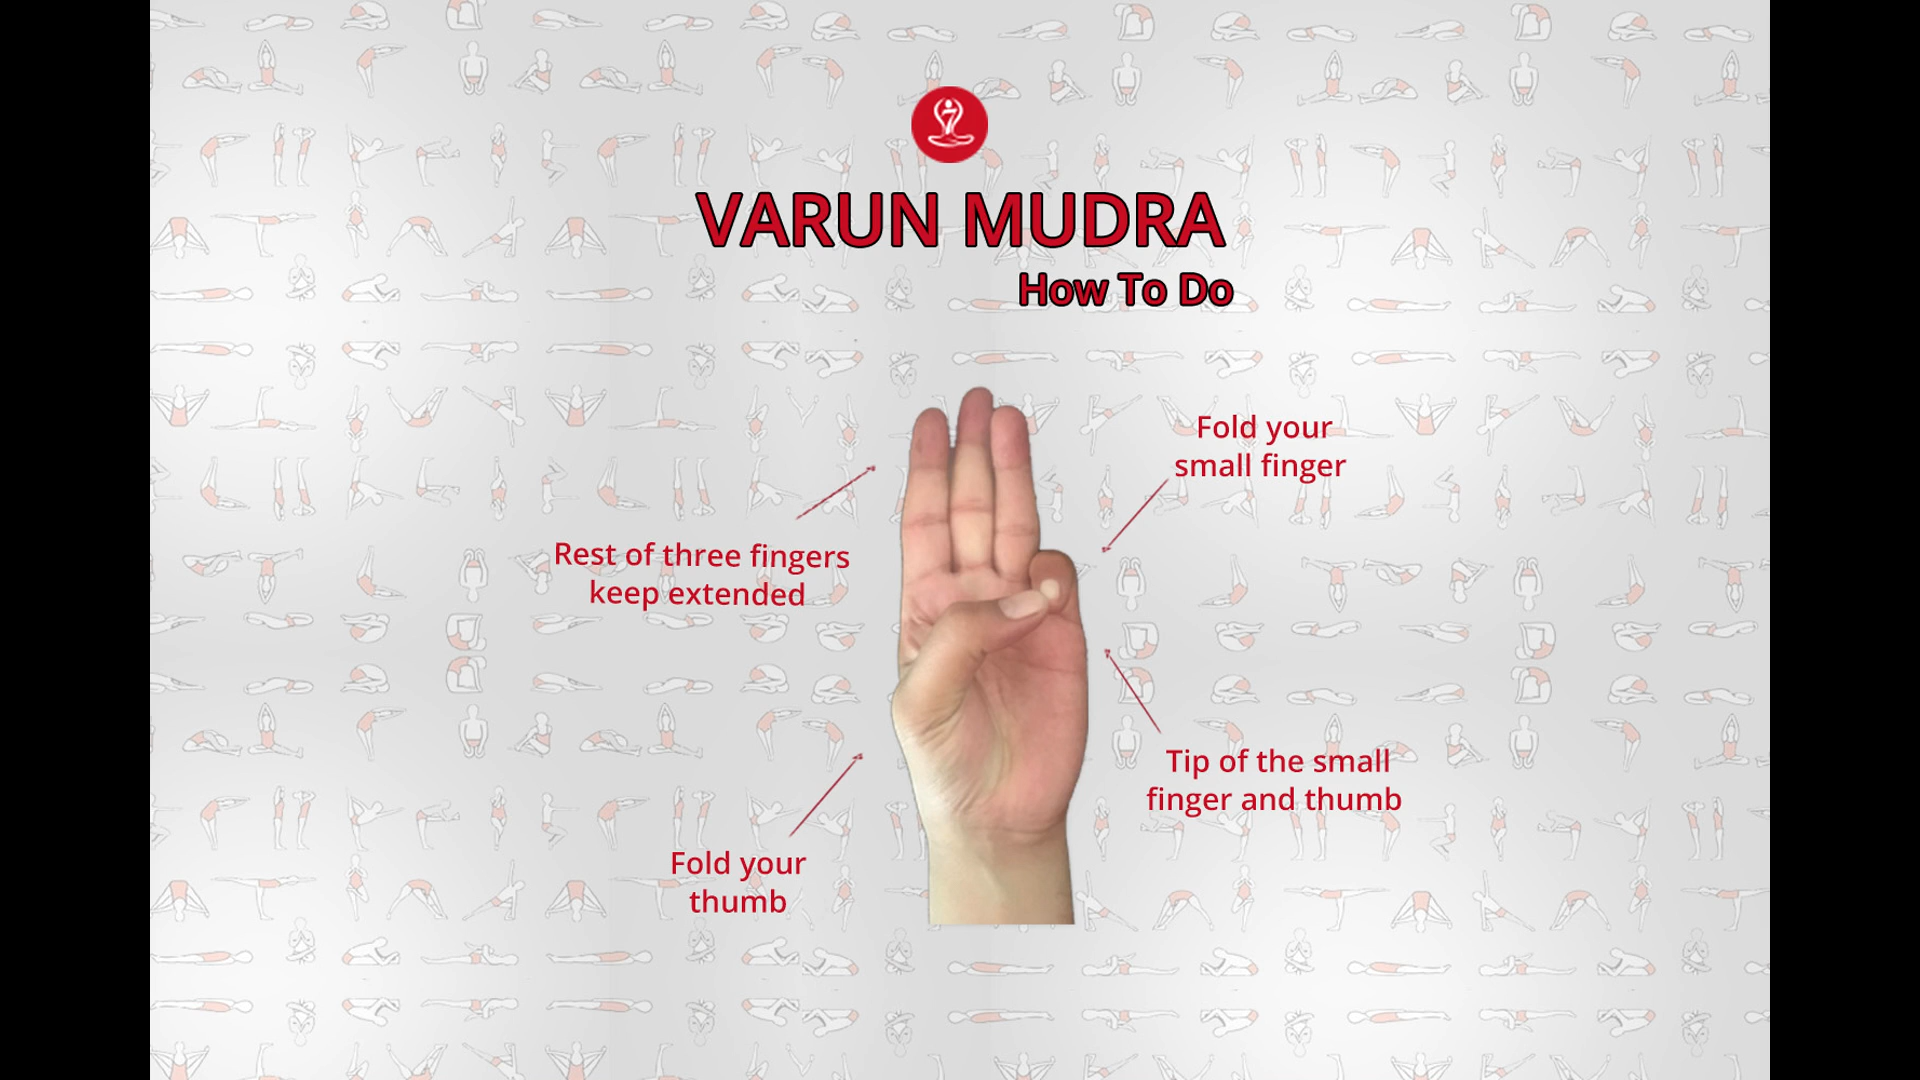 VARUN MUDRA
How To Do
Fold your
small finger
Rest of three fingers
keep extended
Tip of the small
finger and thumb
Fold your
thumb